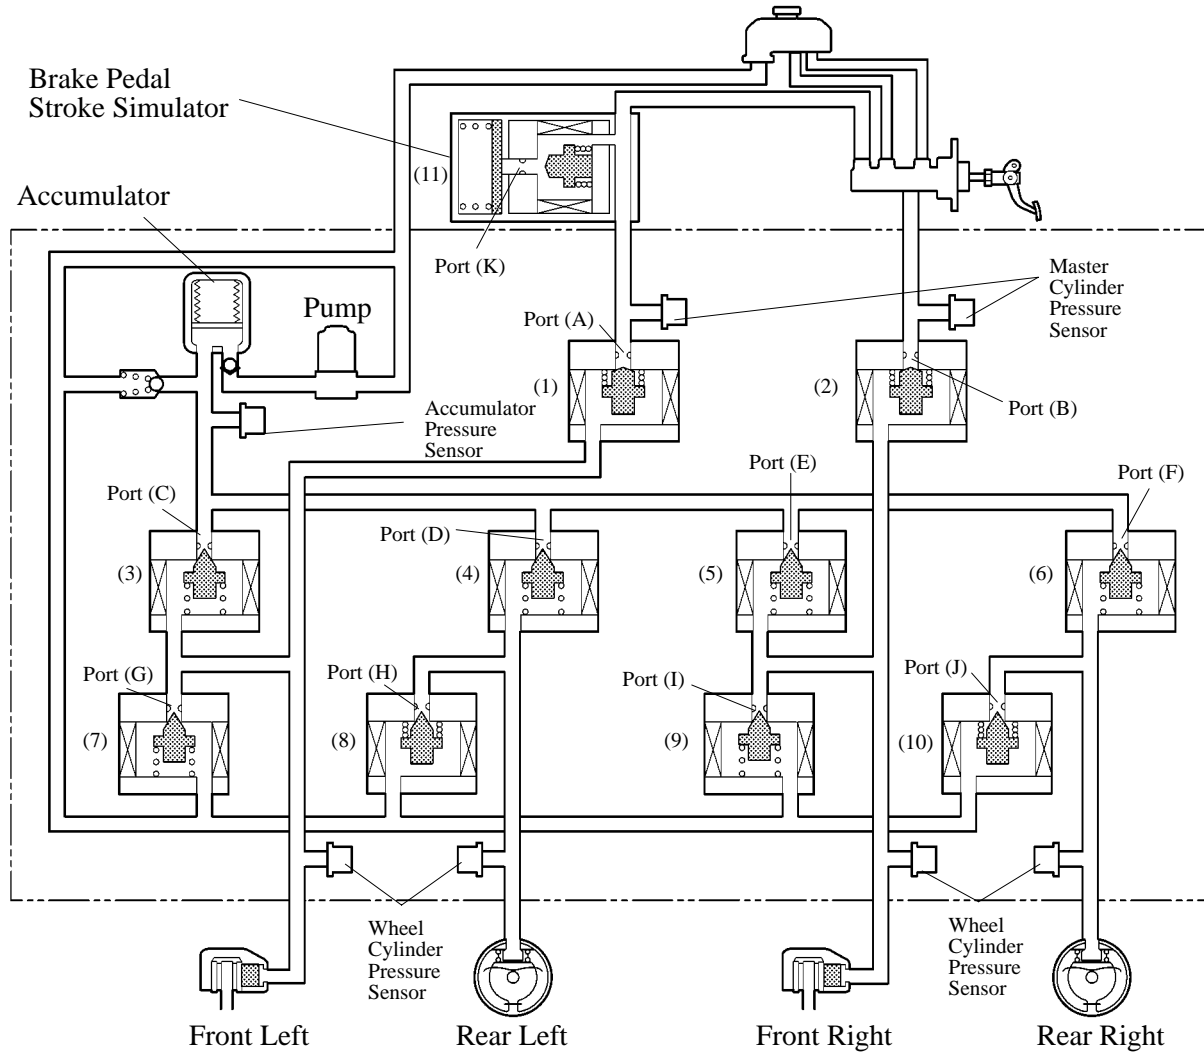 Brake Pedal
Stroke Simulator
(11)
Accumulator
Port (K)
Pump
Master
Cylinder
Pressure
Sensor
Port (A)
(1)
(2)
Port (B)
Accumulator
Pressure
Sensor
Port (E)
Port (F)
Port (C)
Port (D)
(3)
(4)
(5)
(6)
Port (G)
Port (H)
Port (I)
Port (J)
(7)
(8)
(9)
(10)
Wheel
Cylinder
Pressure
Sensor
Wheel
Cylinder
Pressure
Sensor
Front Left
Rear Left
Front Right
Rear Right